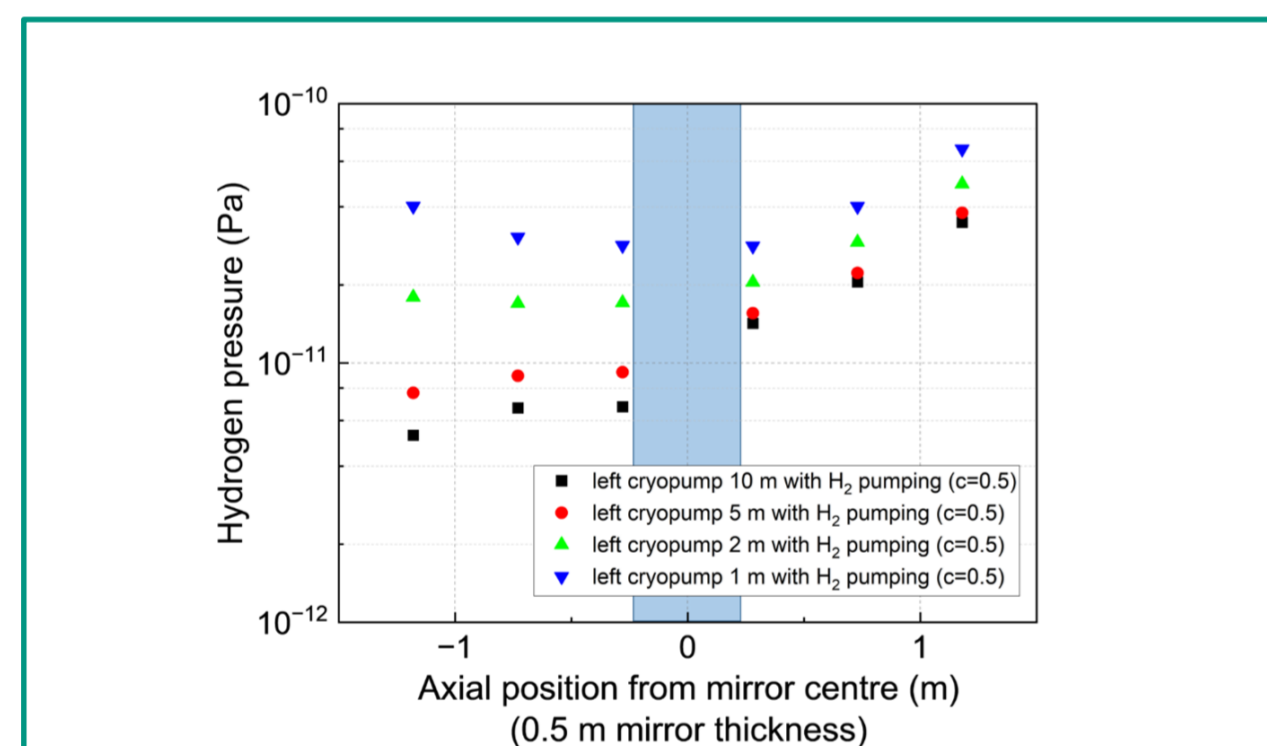 10⁻¹⁰
10⁻¹¹
10⁻¹²
Hydrogen pressure (Pa)
left cryopump 10 m with H₂ pumping (c=0.5)
left cryopump 5 m with H₂ pumping (c=0.5)
left cryopump 2 m with H₂ pumping (c=0.5)
left cryopump 1 m with H₂ pumping (c=0.5)
−1 0 1
Axial position from mirror centre (m)
(0.5 m mirror thickness)